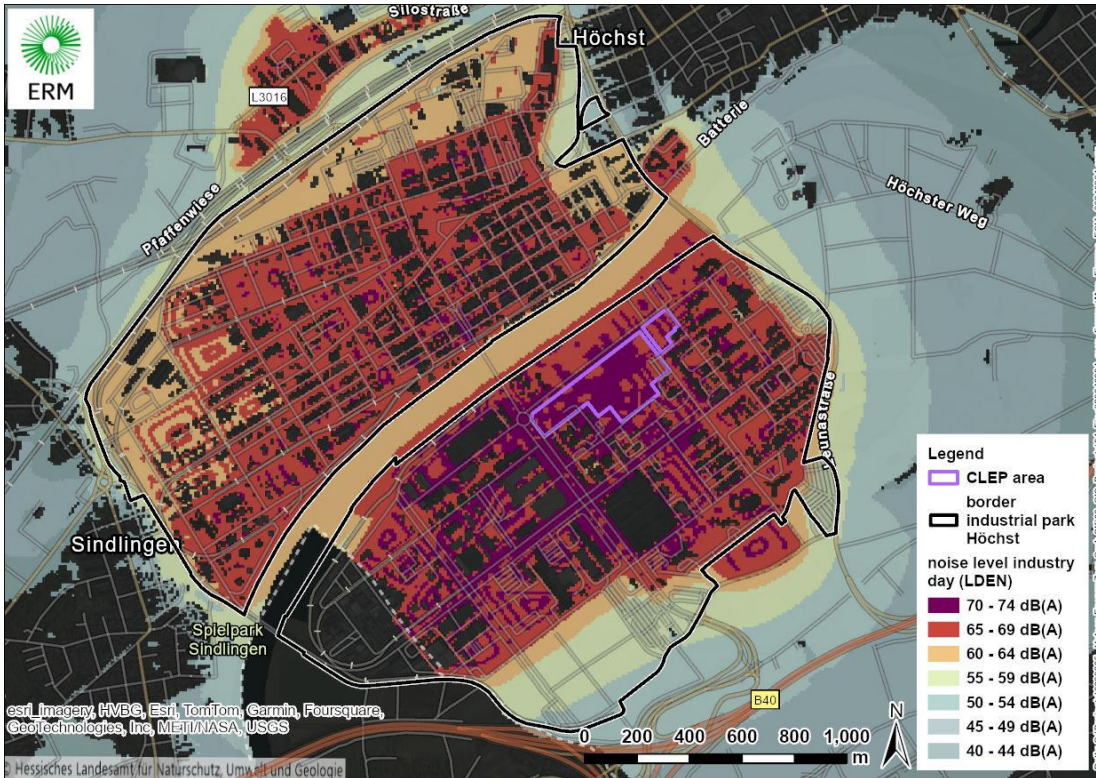 ERM
Silostraße
Höchst
L3016
Batterie
Pfaffenwiese
Höchster Weg
Sindlingen
Spielpark
Sindlingen
B40
Legend
CLEP area
border
industrial park
Höchst
noise level industry
day (LDEN)
70 - 74 dB(A)
65 - 69 dB(A)
60 - 64 dB(A)
55 - 59 dB(A)
50 - 54 dB(A)
45 - 49 dB(A)
40 - 44 dB(A)
N
0 200 400 600 800 1,000
m
esri_Imagery, HVBG, Esri, TomTom, Garmin, Foursquare,
GeoTechnologies, Inc, METI/NASA, USGS
© Hessisches Landesamt für Naturschutz, Umwelt und Geologie